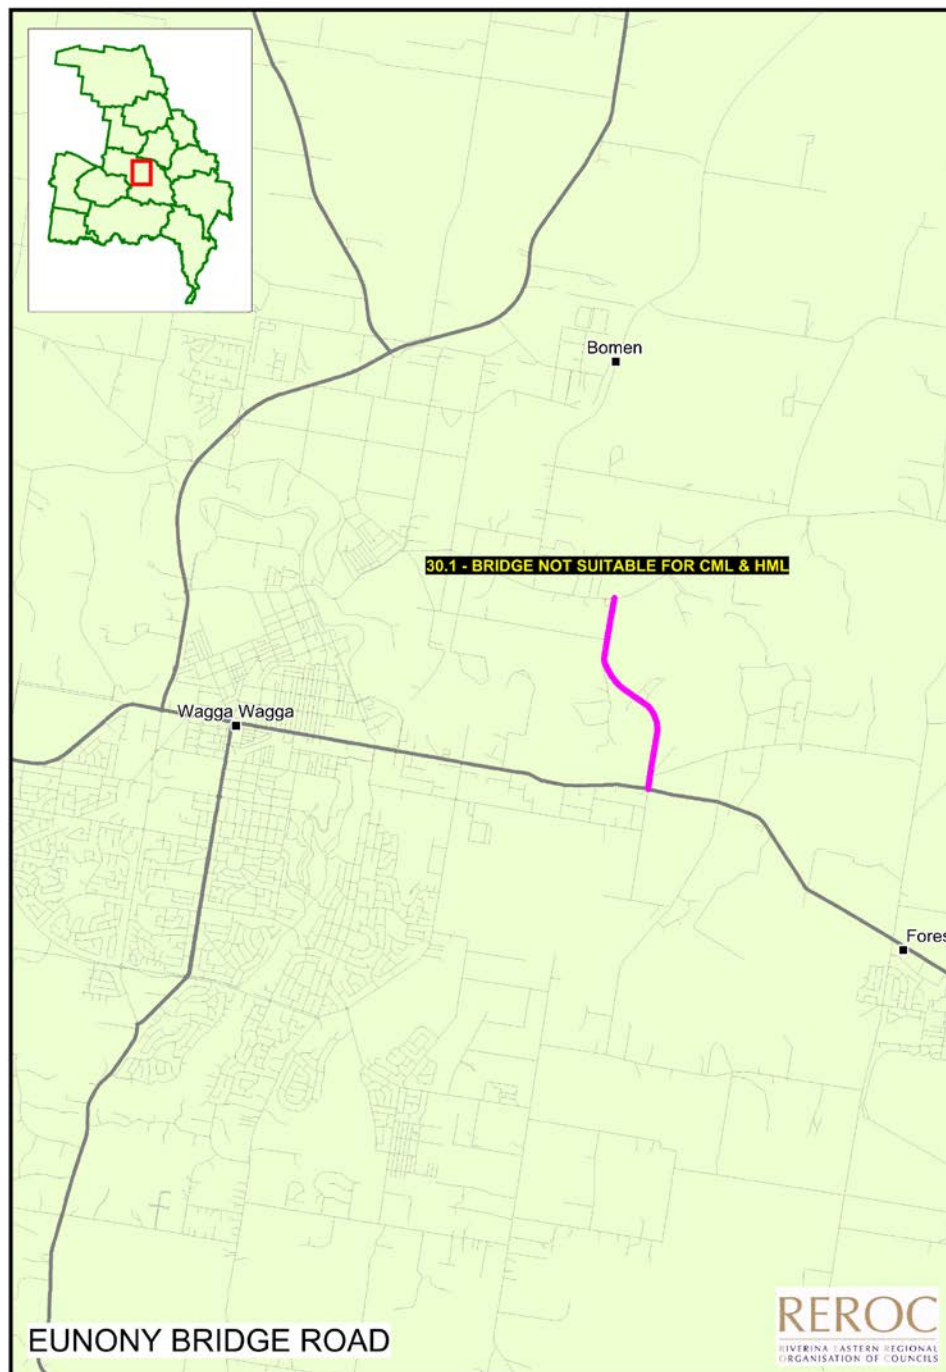 Bomen
30.1 - BRIDGE NOT SUITABLE FOR CML & HML
Wagga Wagga
Fores
EUNONY BRIDGE ROAD
REROC
RIVERINA EASTERN REGIONAL
ORGANISATION OF COUNCILS